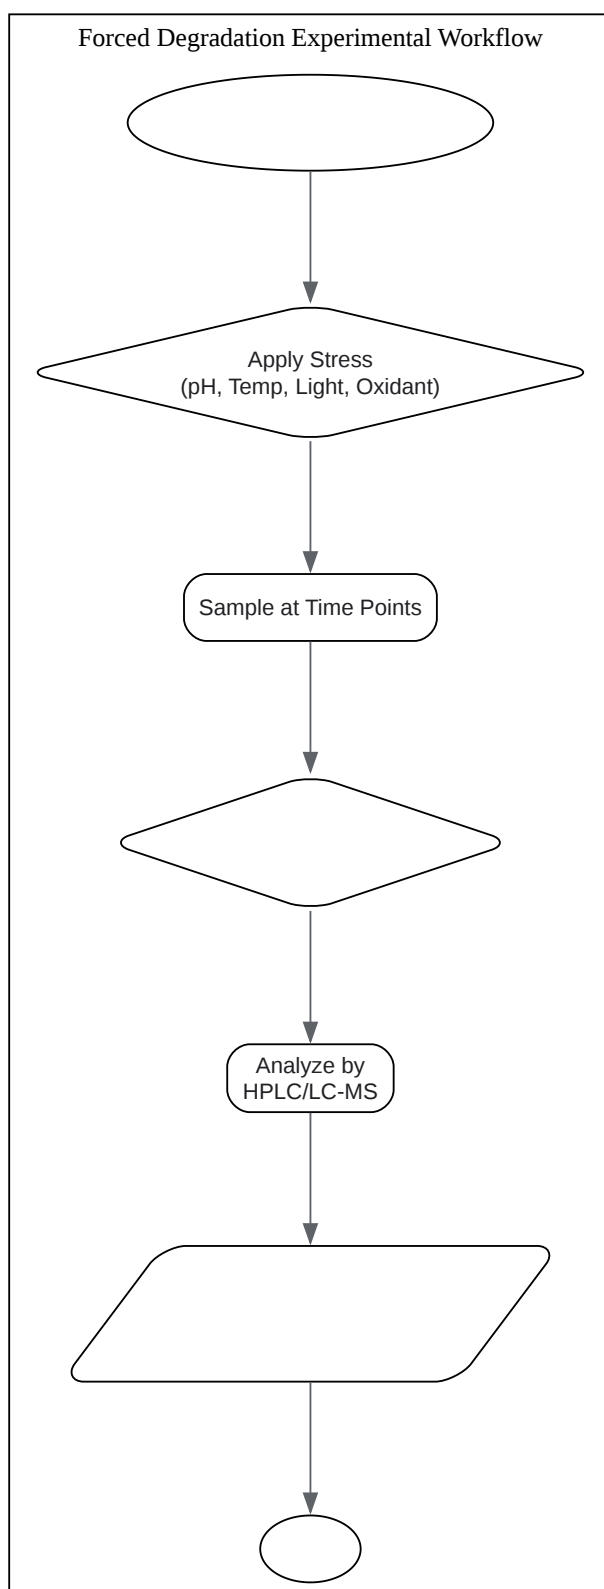 Forced Degradation Experimental Workflow
Apply Stress
(pH, Temp, Light, Oxidant)
Sample at Time Points
Analyze by
HPLC/LC-MS